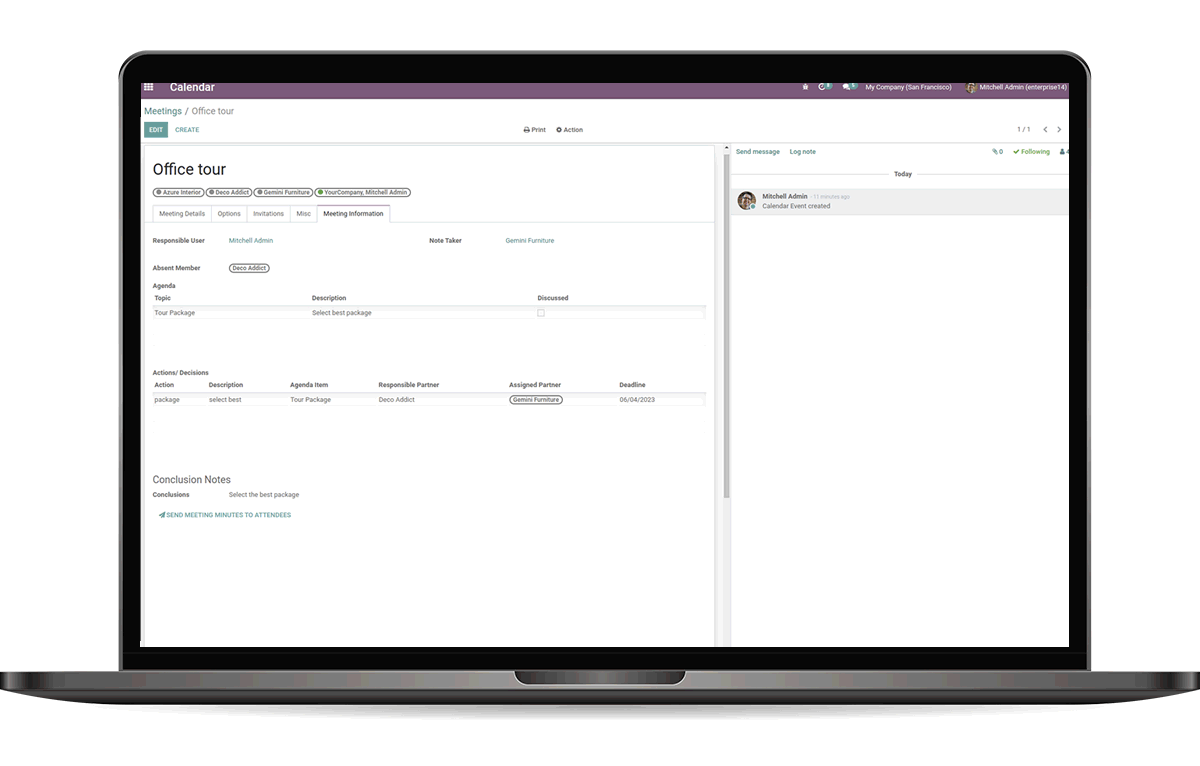 Calendar
My Company (San Francisco) Mitchell Admin (enterprise14)
Meetings / Office tour
EDIT CREATE Print Action 1 / 1
Send message Log note 0 Following 4
Office tour
Today
Azure Interior Deco Addict Gemini Furniture YourCompany, Mitchell Admin
Mitchell Admin - 11 minutes ago
Calendar Event created
Meeting Details Options Invitations Misc Meeting Information
Responsible User Mitchell Admin Note Taker Gemini Furniture
Absent Member Deco Addict
Agenda
Topic Description Discussed
Tour Package Select best package
Actions/ Decisions
Action Description Agenda Item Responsible Partner Assigned Partner Deadline
package select best Tour Package Deco Addict Gemini Furniture 06/04/2023
Conclusion Notes
Conclusions Select the best package
SEND MEETING MINUTES TO ATTENDEES